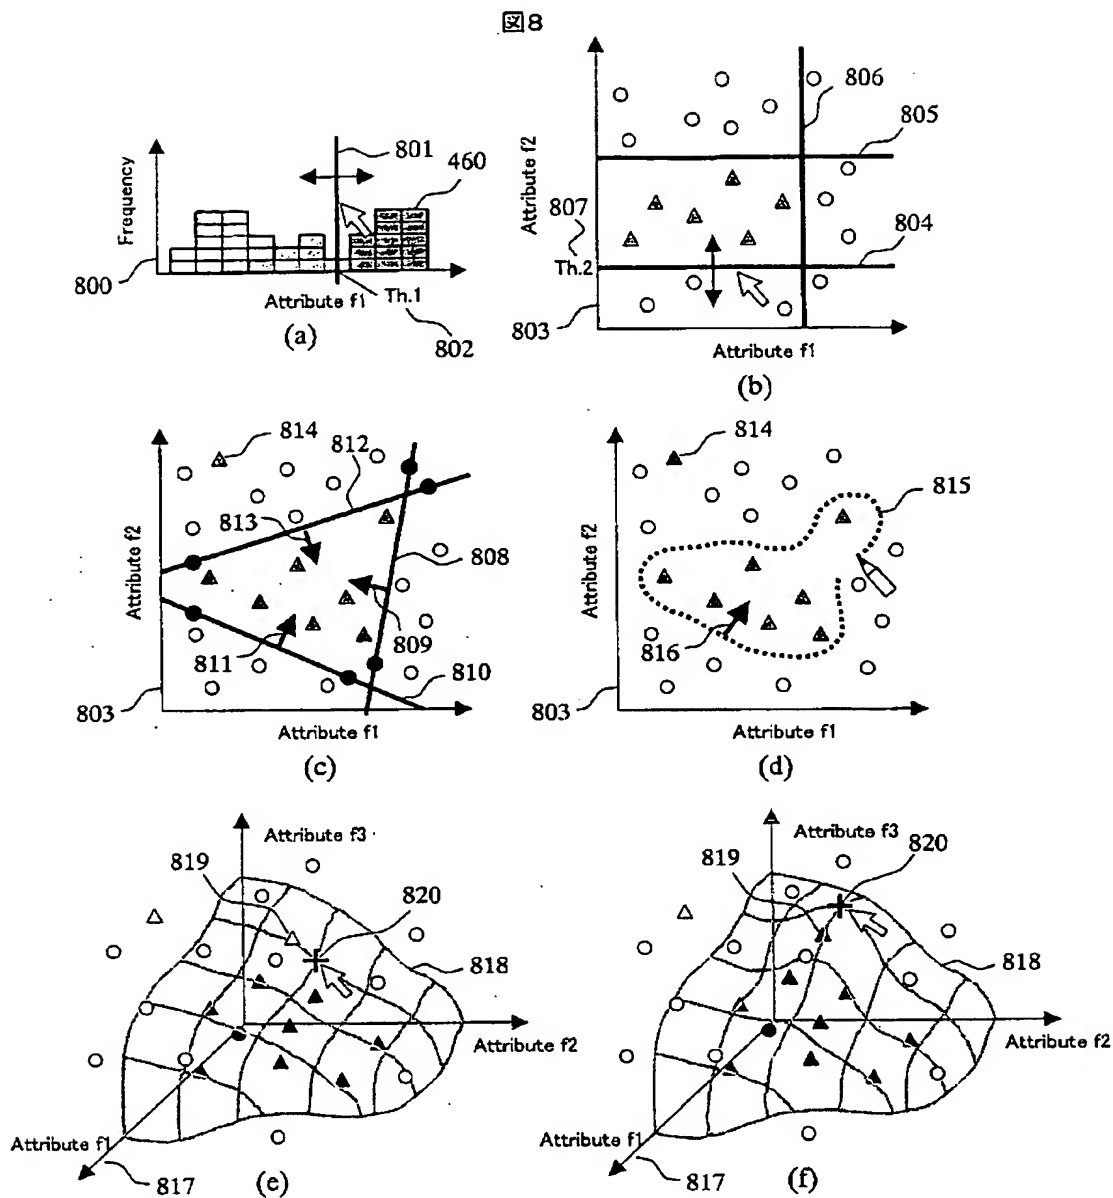 図8
801
460
Frequency
800
Attribute f1
Th.1
802
(a)
806
805
Attribute f2
807
804
Th.2
803
Attribute f1
(b)
814
812
813
Attribute f2
808
811
809
810
803
Attribute f1
(c)
814
815
Attribute f2
816
803
Attribute f1
(d)
Attribute f3
819
820
818
Attribute f2
Attribute f1
817
(e)
Attribute f3
819
820
818
Attribute f2
Attribute f1
817
(f)